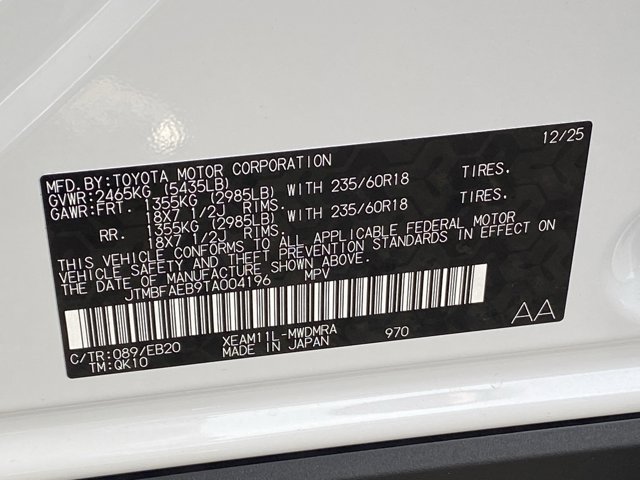 12/25
MFD.BY:TOYOTA MOTOR CORPORATION
GVWR:2465KG (5435LB)
GAWR:FRT. 1355KG (2985LB) WITH 235/60R18 TIRES.
18X7 1/2J RIMS.
RR. 1355KG (2985LB) WITH 235/60R18 TIRES.
18X7 1/2J RIMS.
THIS VEHICLE CONFORMS TO ALL APPLICABLE FEDERAL MOTOR
VEHICLE SAFETY AND THEFT PREVENTION STANDARDS IN EFFECT ON
THE DATE OF MANUFACTURE SHOWN ABOVE.
JTMBFAEB9TA004196 MPV
C/TR:089/EB20 XEAM11L-MWDMRA 970 AA
TM:QK10 MADE IN JAPAN